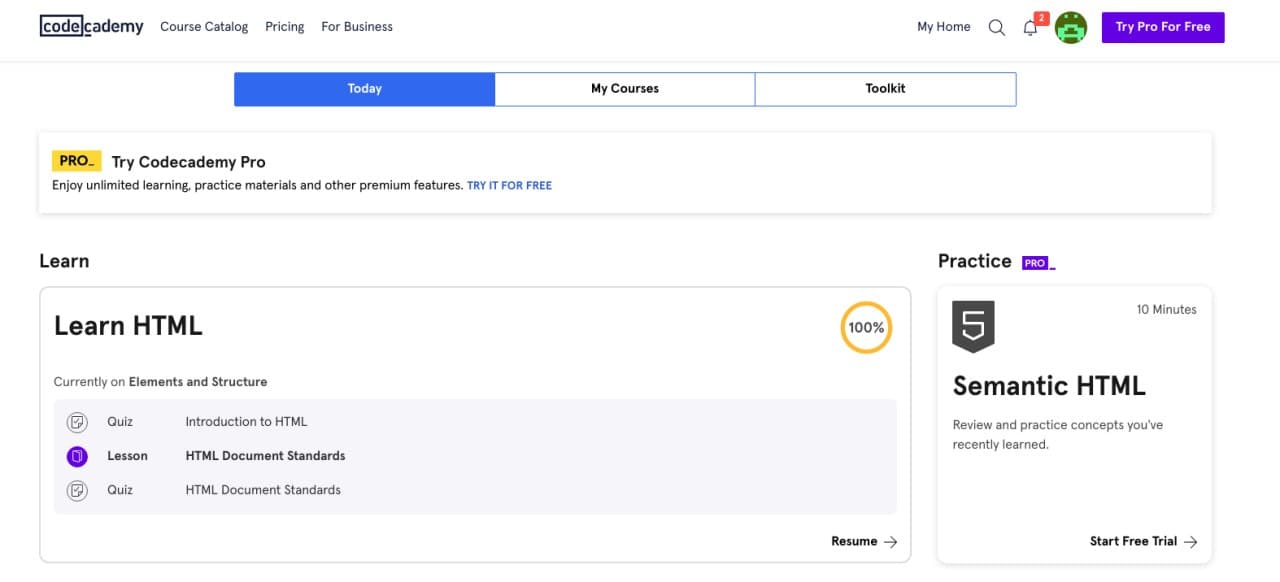 codecademy Course Catalog Pricing For Business My Home 2 Try Pro For Free
Today My Courses Toolkit
PRO_ Try Codecademy Pro
Enjoy unlimited learning, practice materials and other premium features. TRY IT FOR FREE
Learn
Learn HTML 100%
Currently on Elements and Structure
Quiz Introduction to HTML
Lesson HTML Document Standards
Quiz HTML Document Standards
Resume
Practice PRO_
10 Minutes
Semantic HTML
Review and practice concepts you've
recently learned.
Start Free Trial